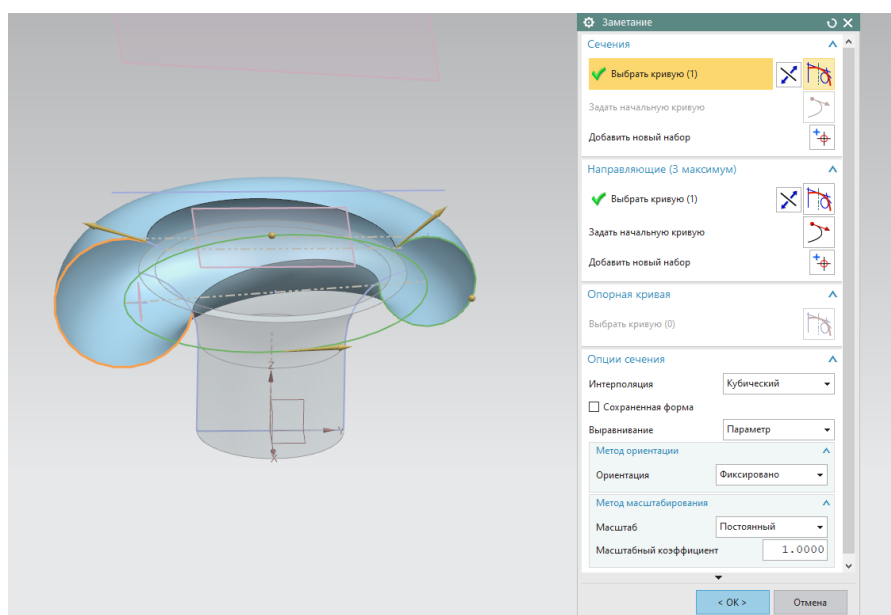 Заметание
Сечения
Выбрать кривую (1)
Задать начальную кривую
Добавить новый набор
Направляющие (3 максимум)
Выбрать кривую (1)
Задать начальную кривую
Добавить новый набор
Опорная кривая
Выбрать кривую (0)
Опции сечения
Интерполяция Кубический
Сохраненная форма
Выравнивание Параметр
Метод ориентации
Ориентация Фиксировано
Метод масштабирования
Масштаб Постоянный
Масштабный коэффициент 1.0000
< OK > Отмена
Z
Y
X